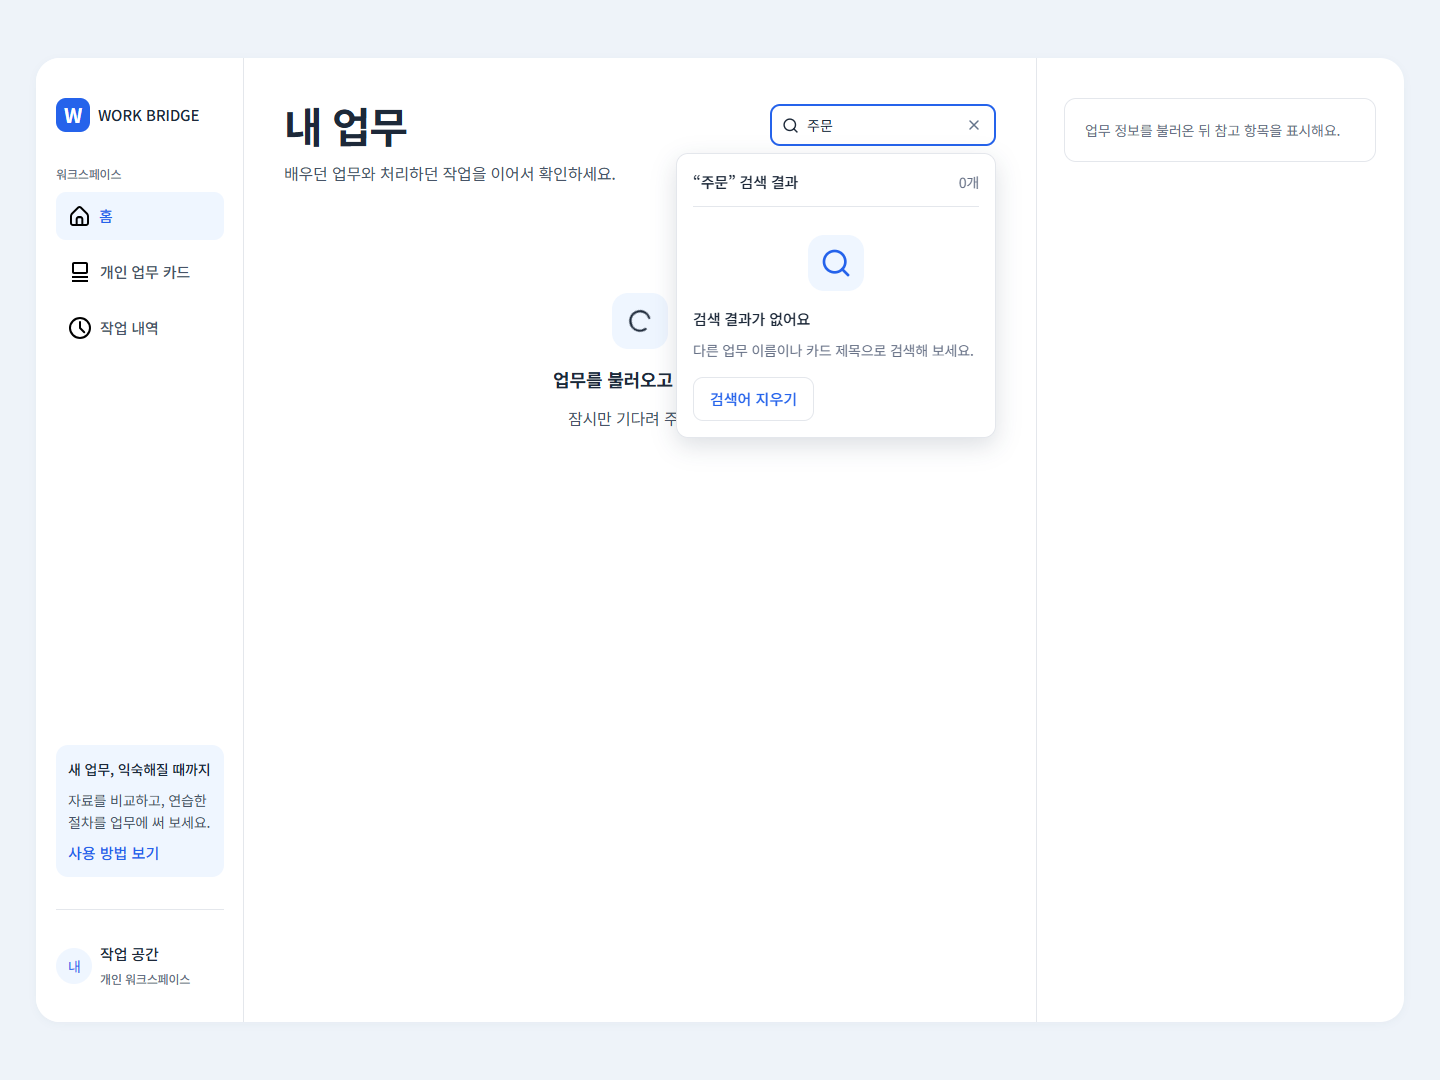 W WORK BRIDGE
워크스페이스
홈
개인 업무 카드
작업 내역
새 업무, 익숙해질 때까지
자료를 비교하고, 연습한
절차를 업무에 써 보세요.
사용 방법 보기
내
작업 공간
개인 워크스페이스
내 업무
배우던 업무와 처리하던 작업을 이어서 확인하세요.
주문
“주문” 검색 결과 0개
검색 결과가 없어요
다른 업무 이름이나 카드 제목으로 검색해 보세요.
검색어 지우기
업무를 불러오고
잠시만 기다려 주
업무 정보를 불러온 뒤 참고 항목을 표시해요.